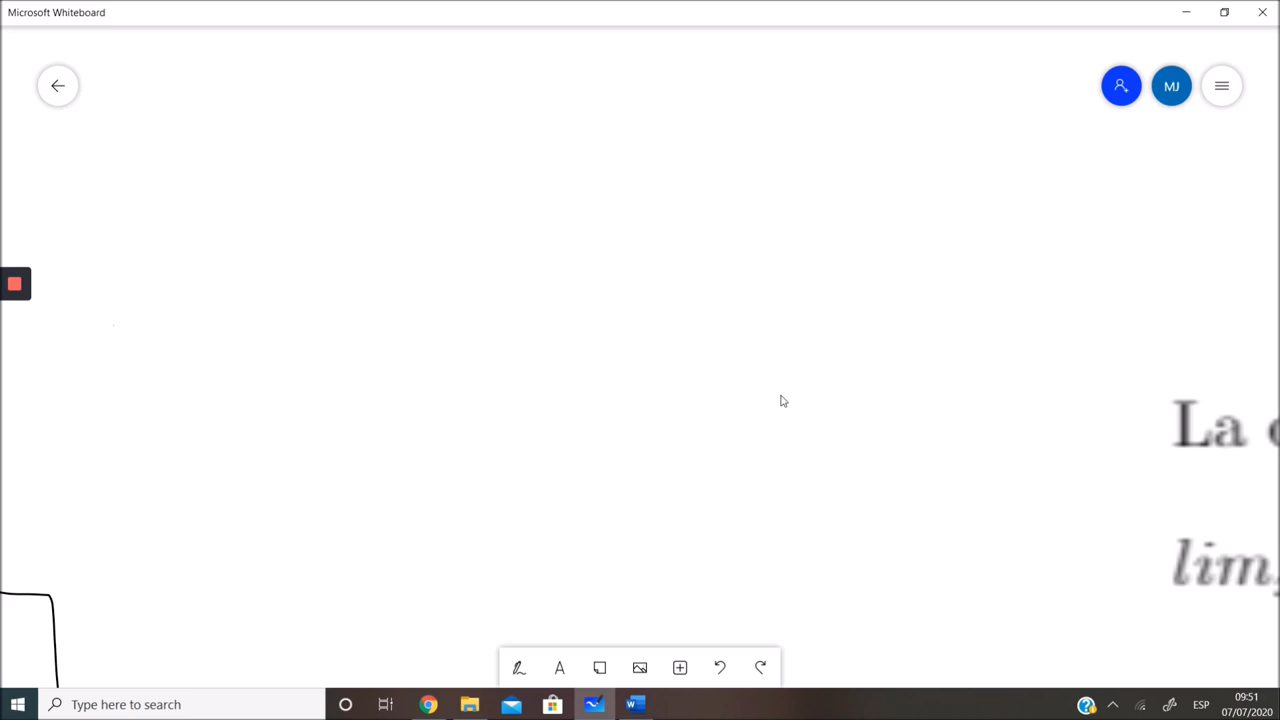 Microsoft Whiteboard
MJ
La
lim
A
Type here to search
ESP
09:51
07/07/2020